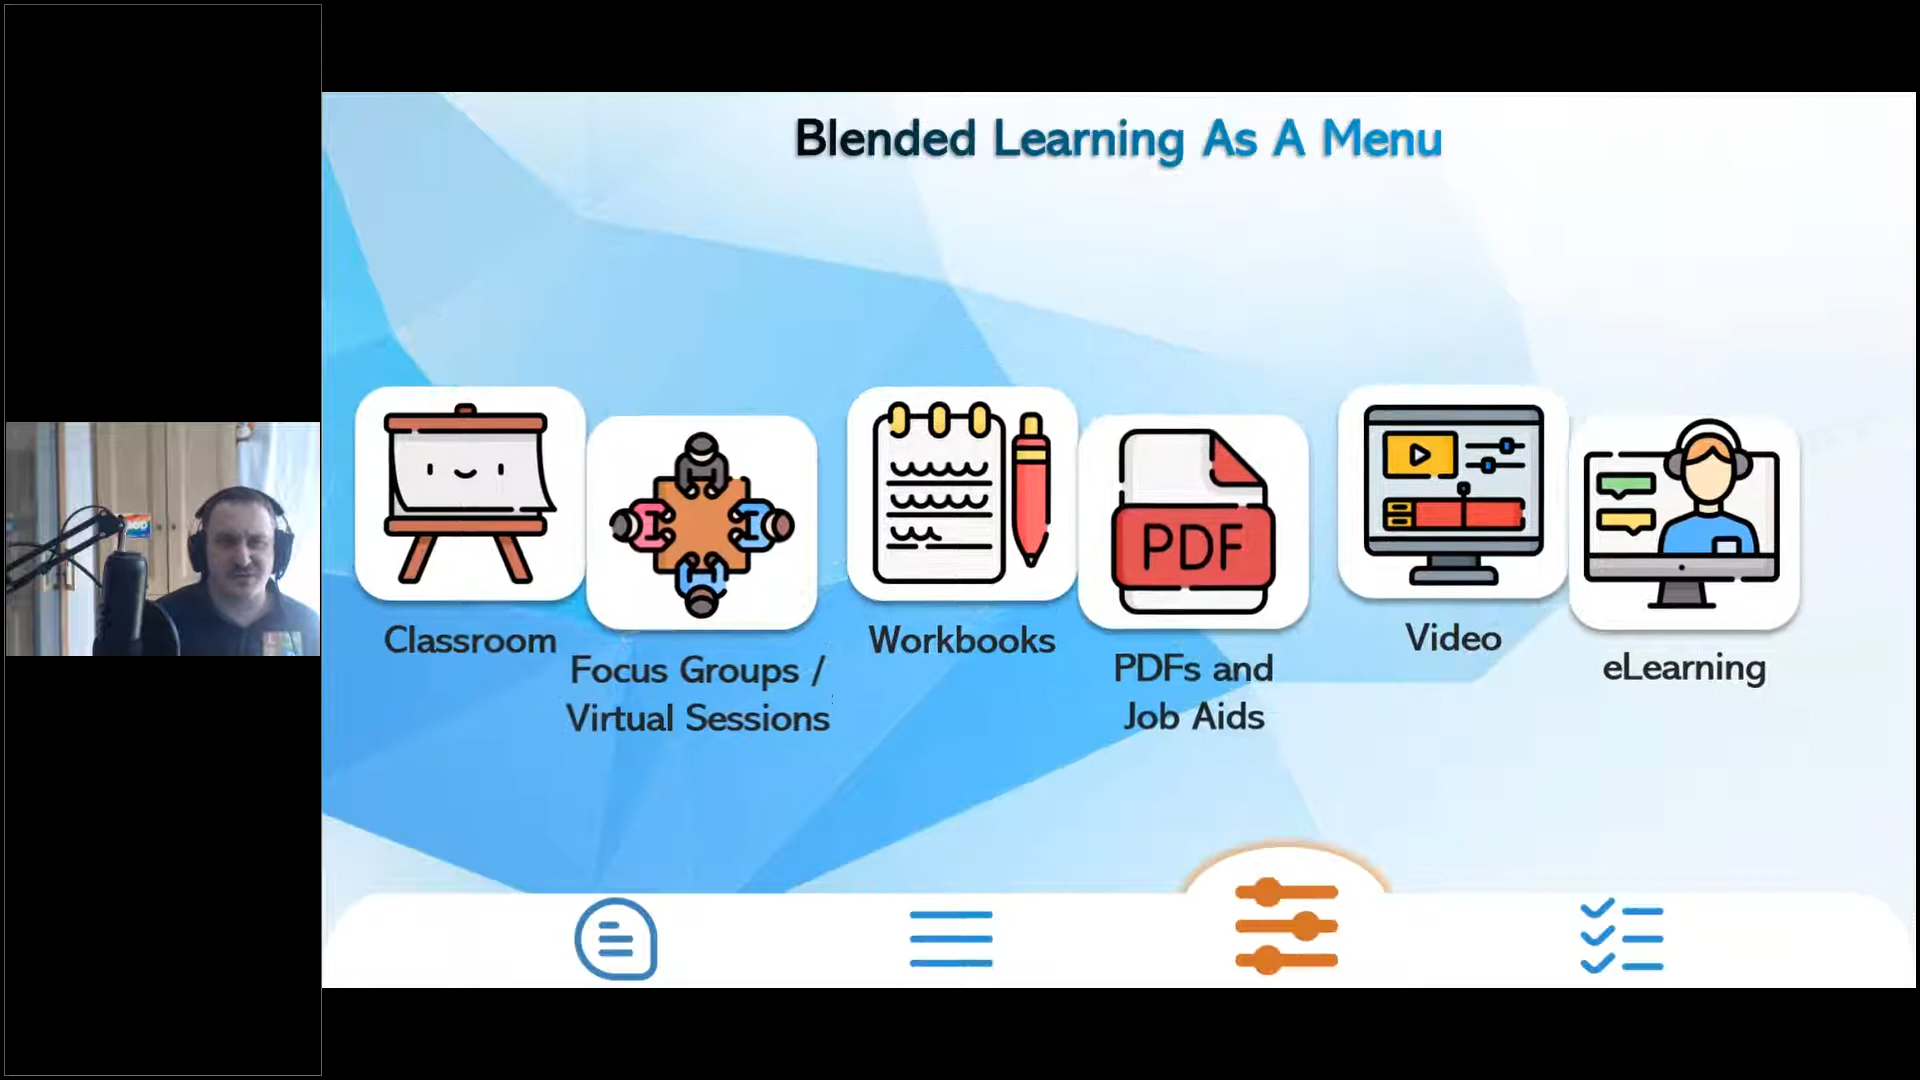 Blended Learning As A Menu
PDF
Classroom
Focus Groups /
Virtual Sessions
Workbooks
PDFs and
Job Aids
Video
eLearning